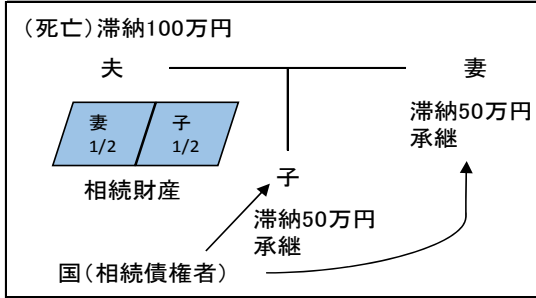 （死亡）滞納100万円
夫
妻
妻
1/2
子
1/2
相続財産
滞納50万円
承継
子
滞納50万円
承継
国（相続債権者）